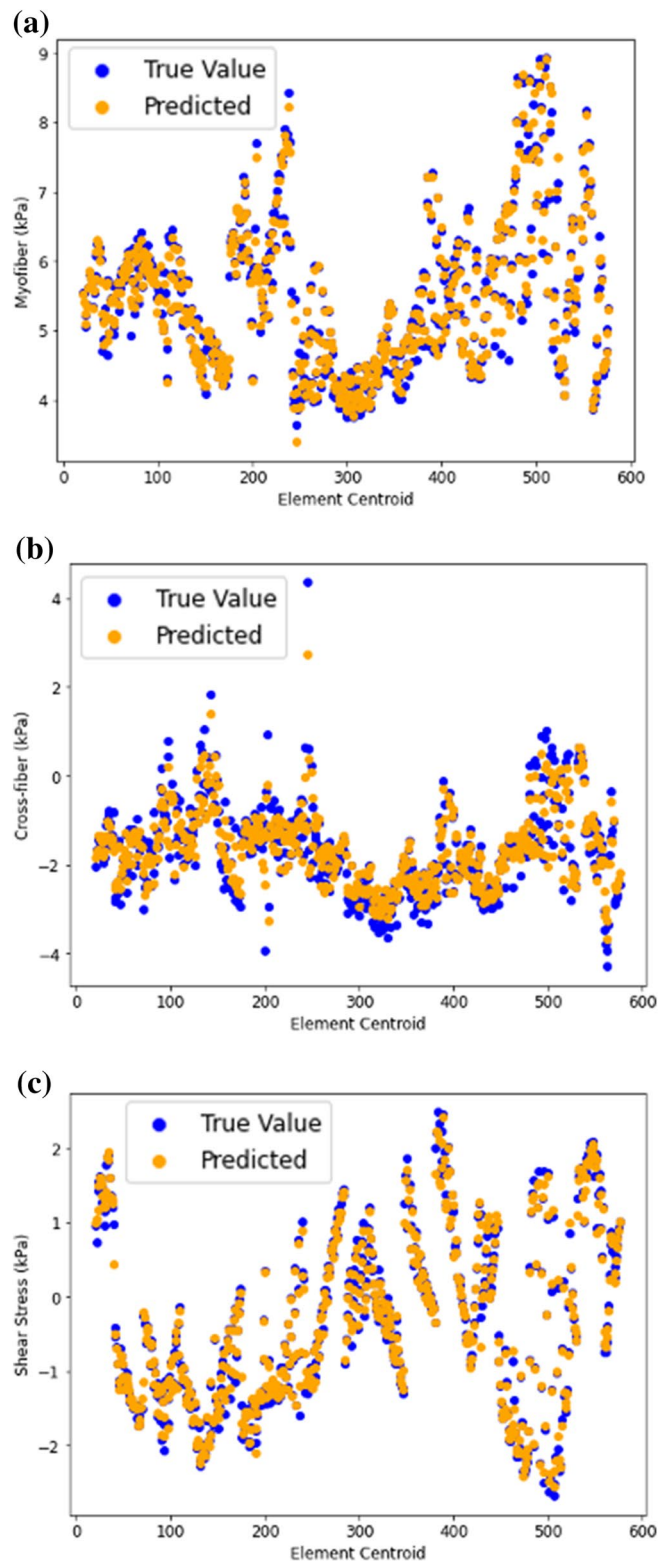 (a)
True Value
Predicted
Myofiber (kPa)
9
8
7
6
5
4
0 100 200 300 400 500 600
Element Centroid
(b)
True Value
Predicted
Cross-fiber (kPa)
4
2
0
−2
−4
0 100 200 300 400 500 600
Element Centroid
(c)
True Value
Predicted
Shear Stress (kPa)
2
1
0
−1
−2
0 100 200 300 400 500 600
Element Centroid